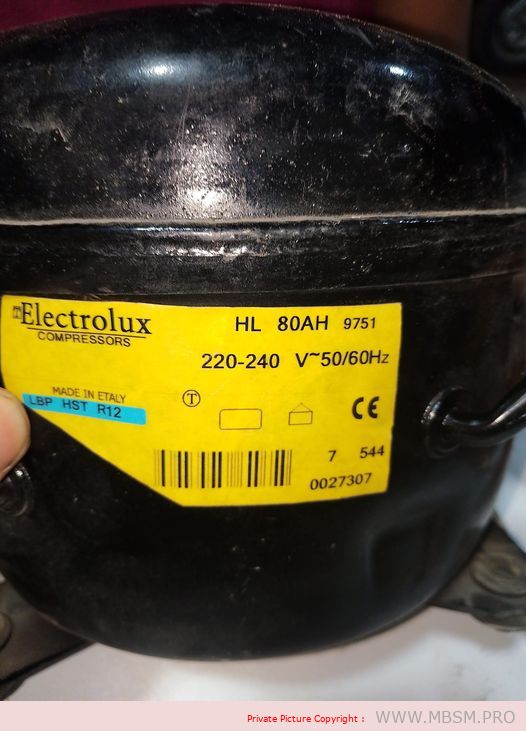 Electrolux
COMPRESSORS
HL 80AH 9751
220-240 V~50/60Hz
MADE IN ETALY
LBP HST R12
T
CE
7 544
0027307
Private Picture Copyright : WWW.MBSM.PRO